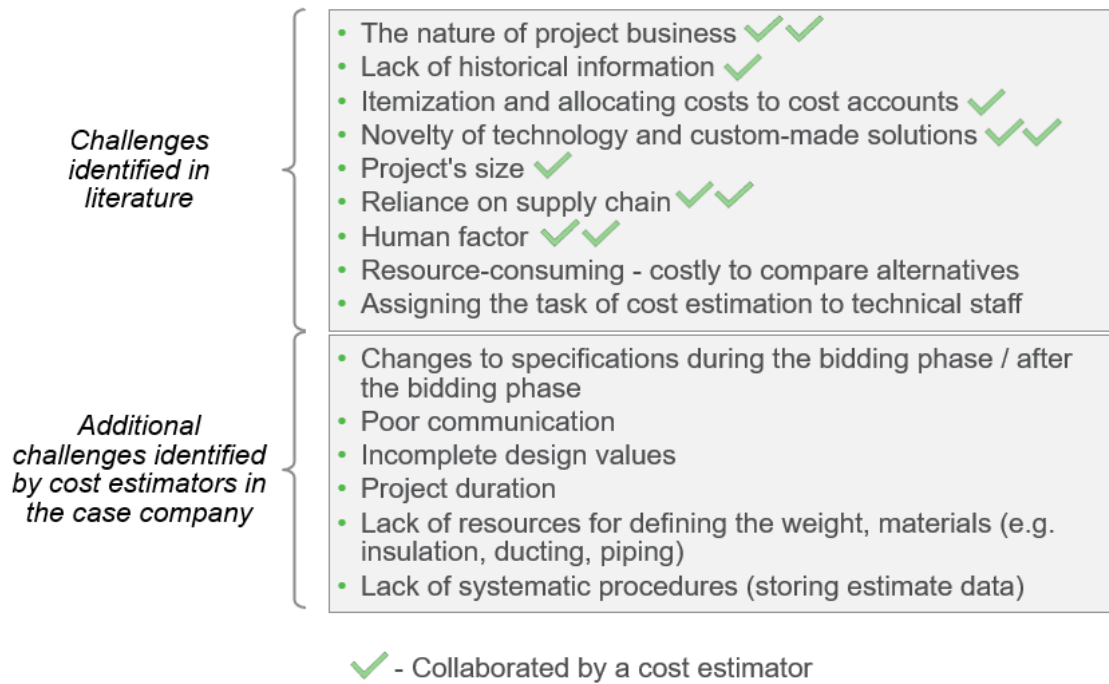 • The nature of project business ✓✓
• Lack of historical information ✓
• Itemization and allocating costs to cost accounts ✓
• Novelty of technology and custom-made solutions ✓✓
• Project's size ✓
• Reliance on supply chain ✓✓
• Human factor ✓✓
• Resource-consuming - costly to compare alternatives
• Assigning the task of cost estimation to technical staff
Challenges
identified in
literature
• Changes to specifications during the bidding phase / after
the bidding phase
• Poor communication
• Incomplete design values
• Project duration
• Lack of resources for defining the weight, materials (e.g.
insulation, ducting, piping)
• Lack of systematic procedures (storing estimate data)
Additional
challenges identified
by cost estimators in
the case company
✓ - Collaborated by a cost estimator